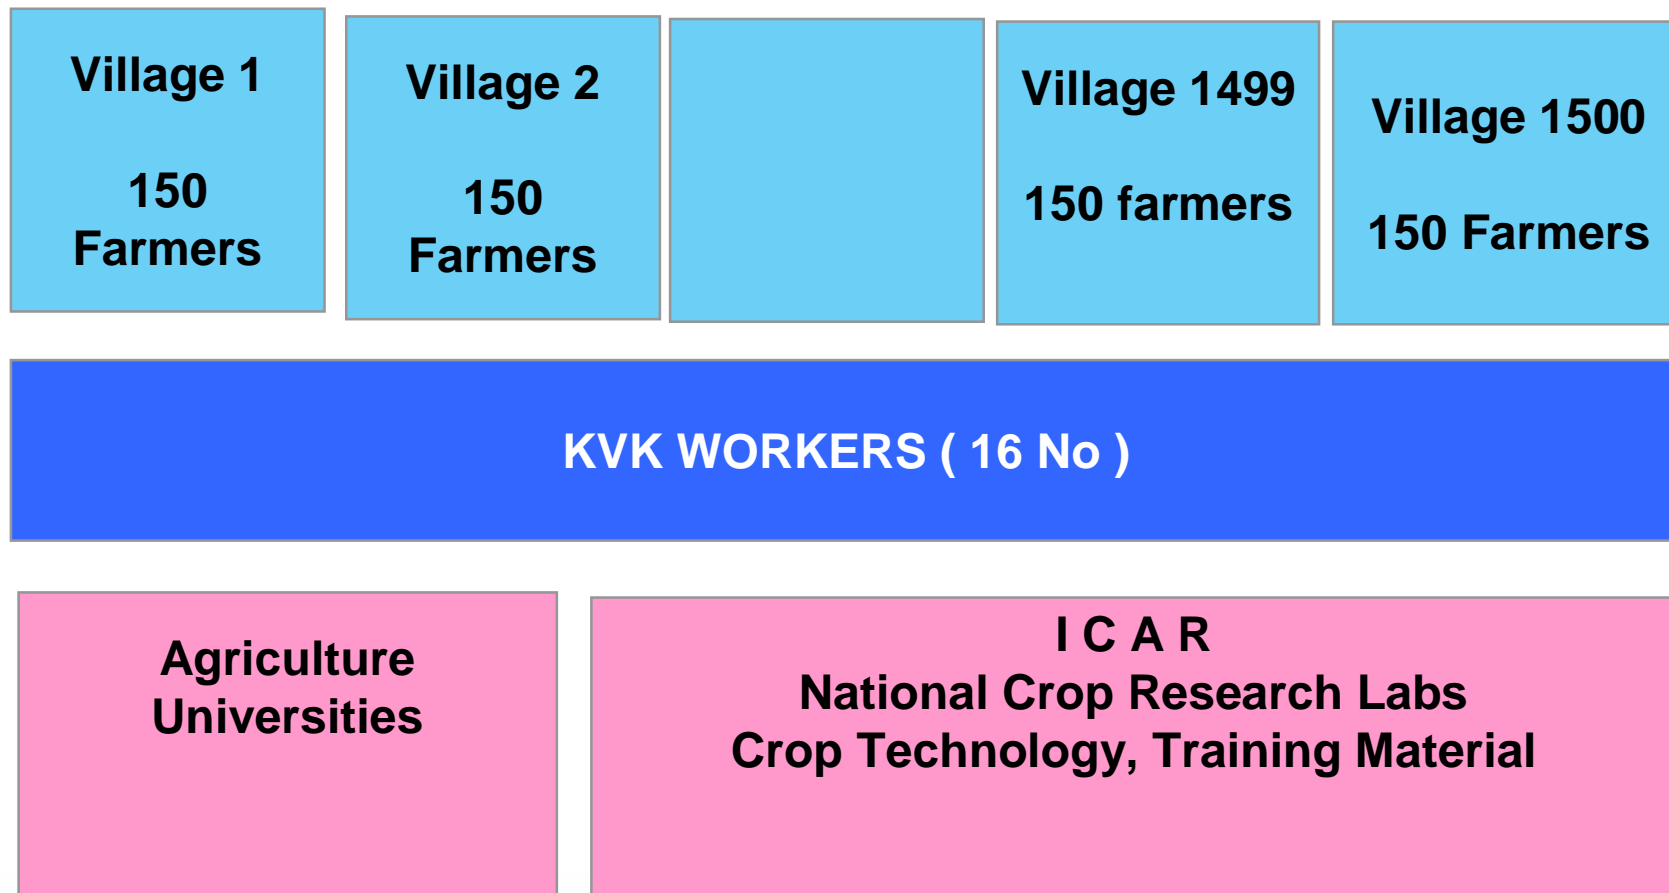 Village 1
150
Farmers
Village 2
150
Farmers
Village 1499
150 farmers
Village 1500
150 Farmers
KVK WORKERS ( 16 No )
Agriculture
Universities
I C A R
National Crop Research Labs
Crop Technology, Training Material